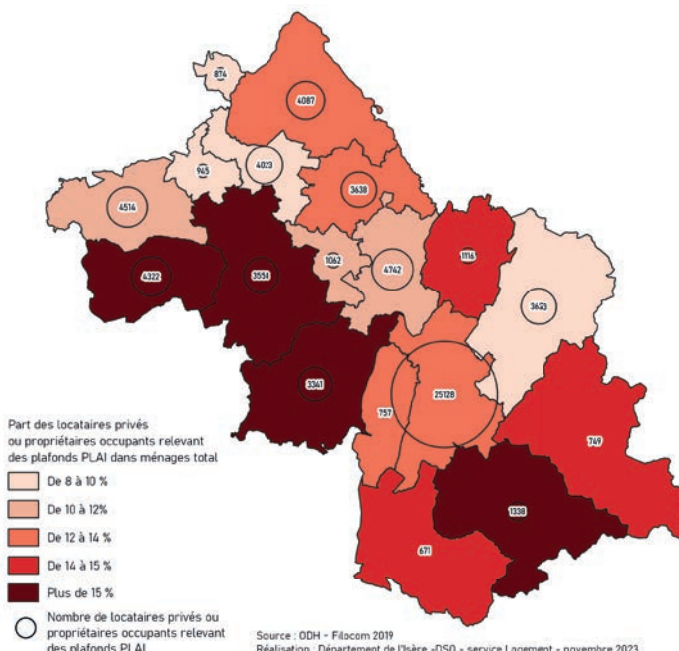 874
4087
4023
945
3638
4514
1062
4742
1116
4322
3551
3623
3341
757
25128
749
1338
671
Part des locataires privés
ou propriétaires occupants relevant
des plafonds PLAI dans ménages total
De 8 à 10 %
De 10 à 12%
De 12 à 14 %
De 14 à 15 %
Plus de 15 %
Nombre de locataires privés ou
propriétaires occupants relevant
des plafonds PLAI
Source : ODH - Filocom 2019
Réalisation : Département de l'Isère -DSO - service Logement - novembre 2023